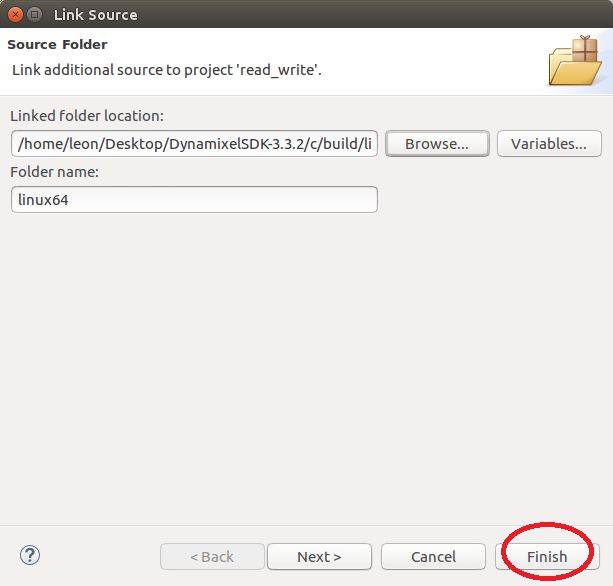 Link Source
Source Folder
Link additional source to project 'read_write'.
Linked folder location:
/home/leon/Desktop/DynamixelSDK-3.3.2/c/build/li
Browse...
Variables...
Folder name:
linux64
?
< Back
Next >
Cancel
Finish